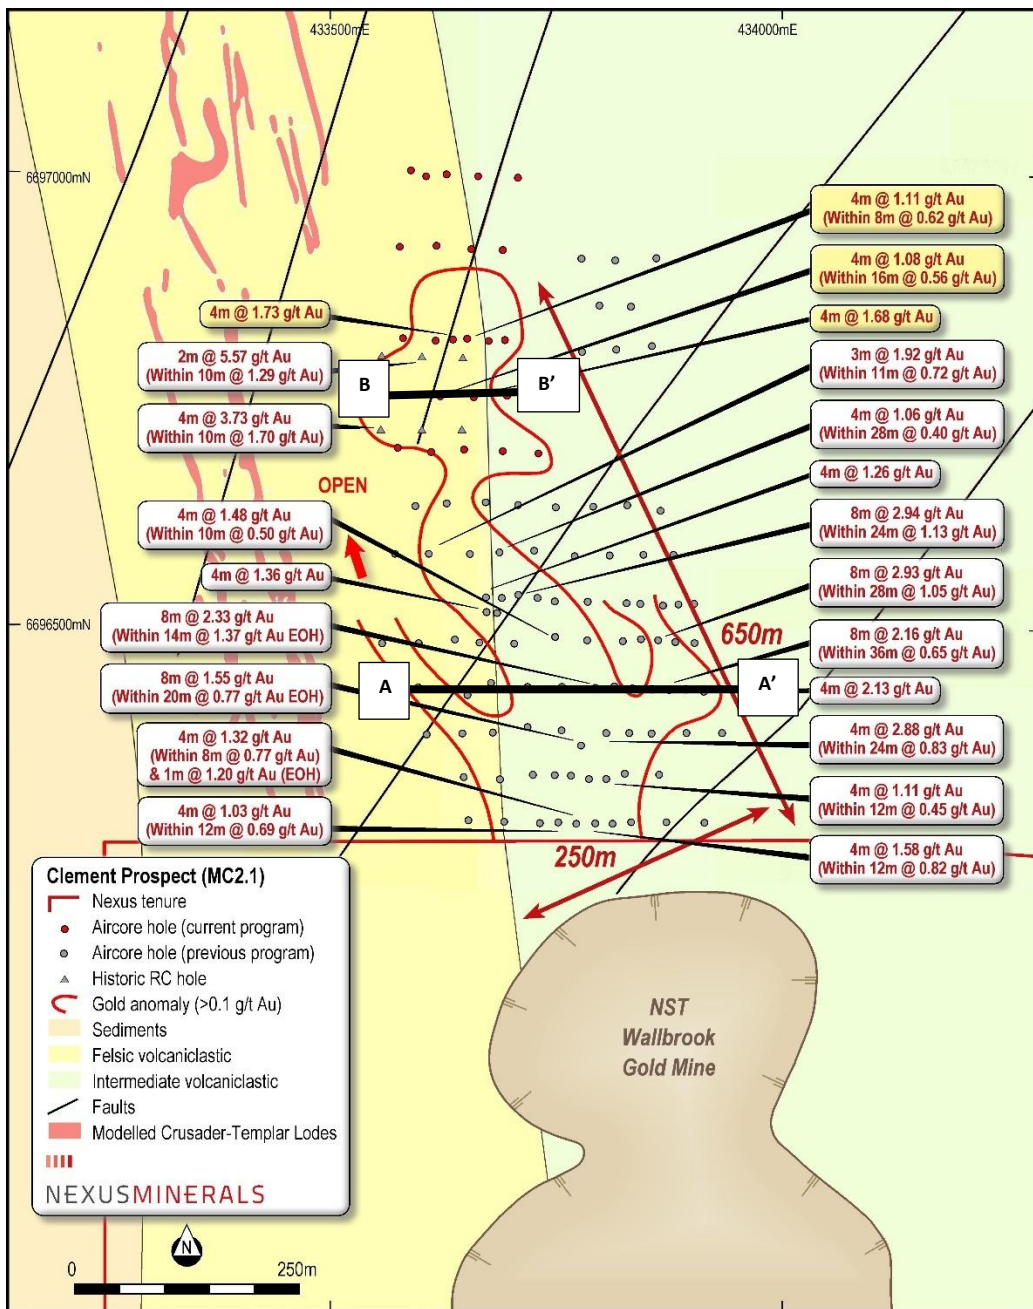 433500mE
434000mE
6697000mN
4m @ 1.11 g/t Au
(Within 8m @ 0.62 g/t Au)
4m @ 1.08 g/t Au
(Within 16m @ 0.56 g/t Au)
4m @ 1.68 g/t Au
3m @ 1.92 g/t Au
(Within 11m @ 0.72 g/t Au)
4m @ 1.06 g/t Au
(Within 28m @ 0.40 g/t Au)
4m @ 1.26 g/t Au
8m @ 2.94 g/t Au
(Within 24m @ 1.13 g/t Au)
8m @ 2.93 g/t Au
(Within 28m @ 1.05 g/t Au)
8m @ 2.16 g/t Au
(Within 36m @ 0.65 g/t Au)
4m @ 2.13 g/t Au
4m @ 2.88 g/t Au
(Within 24m @ 0.83 g/t Au)
4m @ 1.11 g/t Au
(Within 12m @ 0.45 g/t Au)
4m @ 1.58 g/t Au
(Within 12m @ 0.82 g/t Au)
4m @ 1.73 g/t Au
2m @ 5.57 g/t Au
(Within 10m @ 1.29 g/t Au)
4m @ 3.73 g/t Au
(Within 10m @ 1.70 g/t Au)
B
B’
OPEN
4m @ 1.48 g/t Au
(Within 10m @ 0.50 g/t Au)
4m @ 1.36 g/t Au
6696500mN
8m @ 2.33 g/t Au
(Within 14m @ 1.37 g/t Au EOH)
8m @ 1.55 g/t Au
(Within 20m @ 0.77 g/t Au EOH)
4m @ 1.32 g/t Au
(Within 8m @ 0.77 g/t Au)
& 1m @ 1.20 g/t Au (EOH)
4m @ 1.03 g/t Au
(Within 12m @ 0.69 g/t Au)
A
A’
650m
250m
NST
Wallbrook
Gold Mine
Clement Prospect (MC2.1)
Nexus tenure
Aircore hole (current program)
Aircore hole (previous program)
Historic RC hole
Gold anomaly (>0.1 g/t Au)
Sediments
Felsic volcaniclastic
Intermediate volcaniclastic
Faults
Modelled Crusader-Templar Lodes
NEXUSMINERALS
N
0
250m